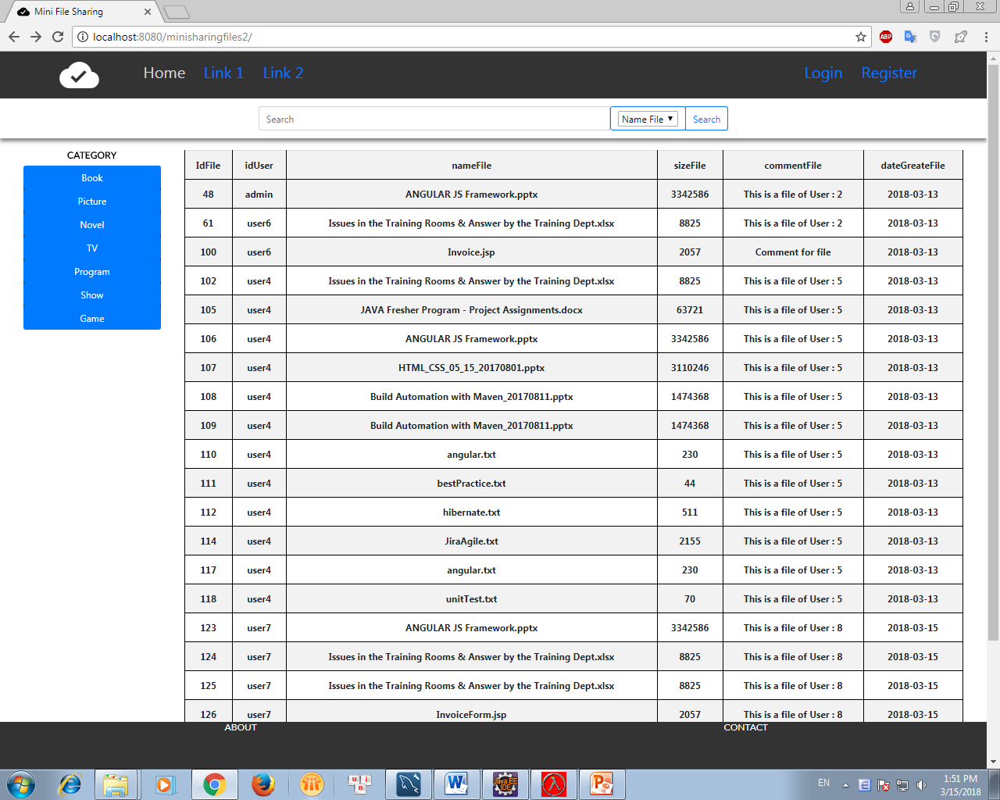 Mini File Sharing
localhost:8080/minisharingfiles2/
ABP
Home Link 1 Link 2 Login Register
Search Name File Search
CATEGORY
Book
Picture
Novel
TV
Program
Show
Game
IdFile idUser nameFile sizeFile commentFile dateGreateFile
48 admin ANGULAR JS Framework.pptx 3342586 This is a file of User : 2 2018-03-13
61 user6 Issues in the Training Rooms & Answer by the Training Dept.xlsx 8825 This is a file of User : 2 2018-03-13
100 user6 Invoice.jsp 2057 Comment for file 2018-03-13
102 user4 Issues in the Training Rooms & Answer by the Training Dept.xlsx 8825 This is a file of User : 5 2018-03-13
105 user4 JAVA Fresher Program - Project Assignments.docx 63721 This is a file of User : 5 2018-03-13
106 user4 ANGULAR JS Framework.pptx 3342586 This is a file of User : 5 2018-03-13
107 user4 HTML_CSS_05_15_20170801.pptx 3110246 This is a file of User : 5 2018-03-13
108 user4 Build Automation with Maven_20170811.pptx 1474368 This is a file of User : 5 2018-03-13
109 user4 Build Automation with Maven_20170811.pptx 1474368 This is a file of User : 5 2018-03-13
110 user4 angular.txt 230 This is a file of User : 5 2018-03-13
111 user4 bestPractice.txt 44 This is a file of User : 5 2018-03-13
112 user4 hibernate.txt 511 This is a file of User : 5 2018-03-13
114 user4 JiraAgile.txt 2155 This is a file of User : 5 2018-03-13
117 user4 angular.txt 230 This is a file of User : 5 2018-03-13
118 user4 unitTest.txt 70 This is a file of User : 5 2018-03-13
123 user7 ANGULAR JS Framework.pptx 3342586 This is a file of User : 8 2018-03-15
124 user7 Issues in the Training Rooms & Answer by the Training Dept.xlsx 8825 This is a file of User : 8 2018-03-15
125 user7 Issues in the Training Rooms & Answer by the Training Dept.xlsx 8825 This is a file of User : 8 2018-03-15
126 user7 InvoiceForm.jsp 2057 This is a file of User : 8 2018-03-15
ABOUT CONTACT
Java EE
IDE
EN
1:51 PM
3/15/2018